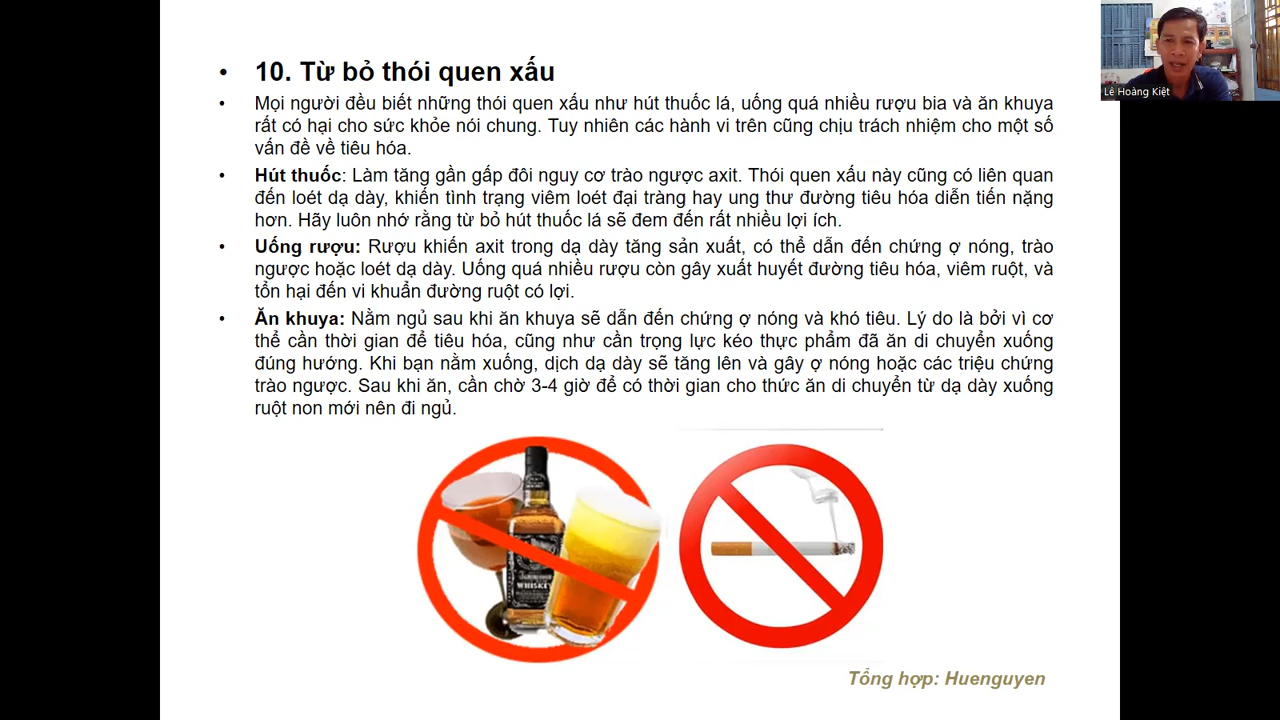 Lê Hoàng Kiệt
10. Từ bỏ thói quen xấu
Mọi người đều biết những thói quen xấu như hút thuốc lá, uống quá nhiều rượu bia và ăn khuya
rất có hại cho sức khỏe nói chung. Tuy nhiên các hành vi trên cũng chịu trách nhiệm cho một số
vấn đề về tiêu hóa.
Hút thuốc: Làm tăng gần gấp đôi nguy cơ trào ngược axit. Thói quen xấu này cũng có liên quan
đến loét dạ dày, khiến tình trạng viêm loét đại tràng hay ung thư đường tiêu hóa diễn tiến nặng
hơn. Hãy luôn nhớ rằng từ bỏ hút thuốc lá sẽ đem đến rất nhiều lợi ích.
Uống rượu: Rượu khiến axit trong dạ dày tăng sản xuất, có thể dẫn đến chứng ợ nóng, trào
ngược hoặc loét dạ dày. Uống quá nhiều rượu còn gây xuất huyết đường tiêu hóa, viêm ruột, và
tổn hại đến vi khuẩn đường ruột có lợi.
Ăn khuya: Nằm ngủ sau khi ăn khuya sẽ dẫn đến chứng ợ nóng và khó tiêu. Lý do là bởi vì cơ
thể cần thời gian để tiêu hóa, cũng như cần trọng lực kéo thực phẩm đã ăn di chuyển xuống
đúng hướng. Khi bạn nằm xuống, dịch dạ dày sẽ tăng lên và gây ợ nóng hoặc các triệu chứng
trào ngược. Sau khi ăn, cần chờ 3-4 giờ để có thời gian cho thức ăn di chuyển từ dạ dày xuống
ruột non mới nên đi ngủ.
WHISKEY
Tổng hợp: Huenguyen